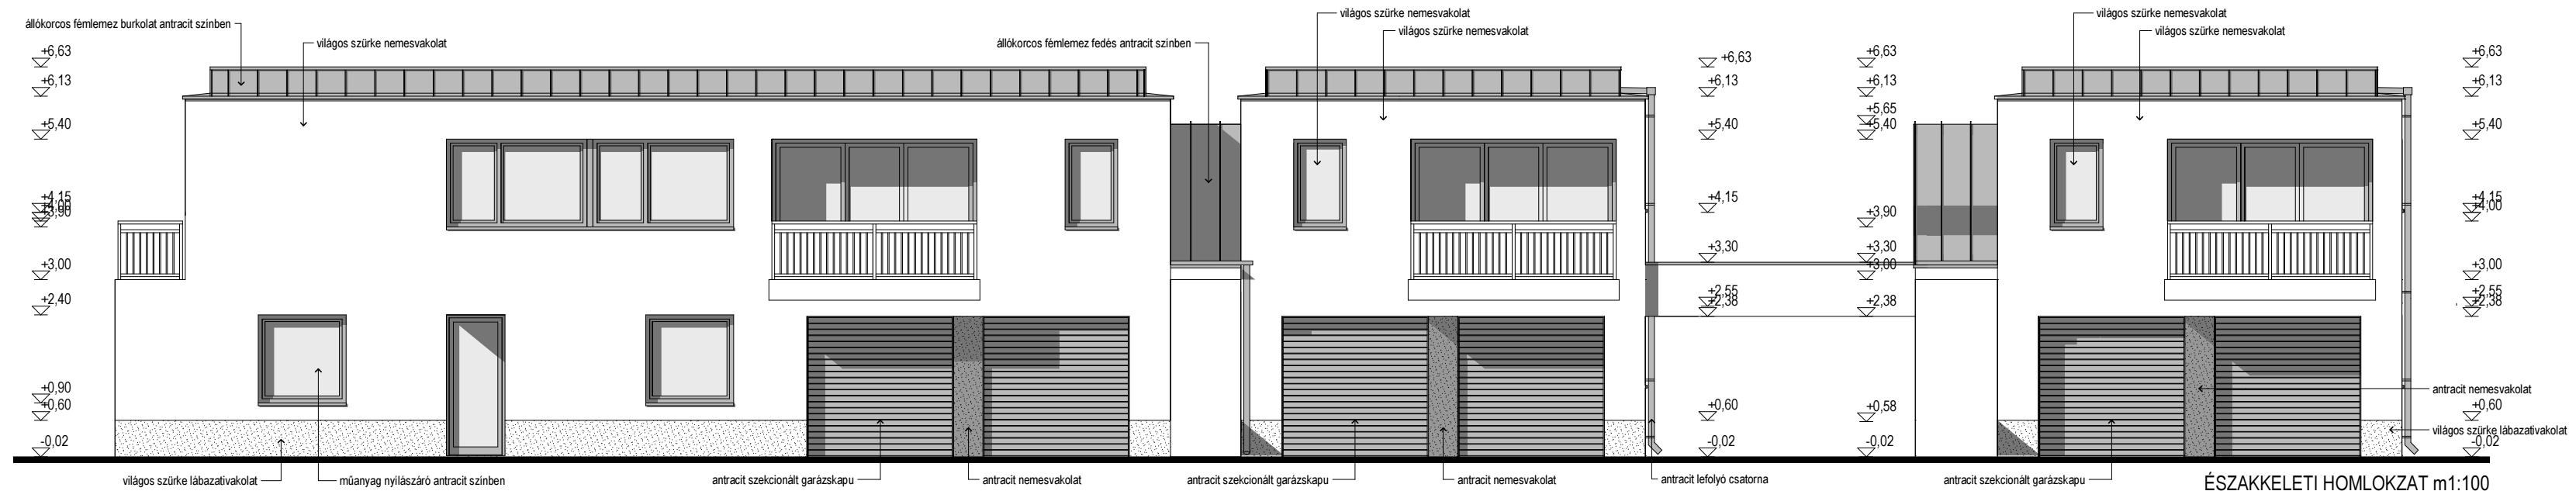 állókorcos fémlemez burkolat antracit színben
világos szürke nemesvakolat
állókorcos fémlemez fedés antracit színben
világos szürke nemesvakolat
világos szürke nemesvakolat
világos szürke nemesvakolat
világos szürke nemesvakolat
+6,63
+6,13
+5,40
+4,15
+4,00
+3,90
+3,00
+2,40
+0,90
+0,60
-0,02
+6,63
+6,13
+5,40
+4,15
+3,30
+2,55
+2,38
+0,60
-0,02
+6,63
+6,13
+5,65
+5,40
+3,90
+3,30
+3,00
+2,38
+0,58
-0,02
+6,63
+6,13
+5,40
+4,15
+4,00
+3,00
+2,55
+2,38
+0,60
-0,02
antracit nemesvakolat
világos szürke lábazativakolat
világos szürke lábazativakolat
műanyag nyílászáró antracit színben
antracit szekcionált garázskapu
antracit nemesvakolat
antracit szekcionált garázskapu
antracit nemesvakolat
antracit lefolyó csatorna
antracit szekcionált garázskapu
ÉSZAKKELETI HOMLOKZAT m1:100